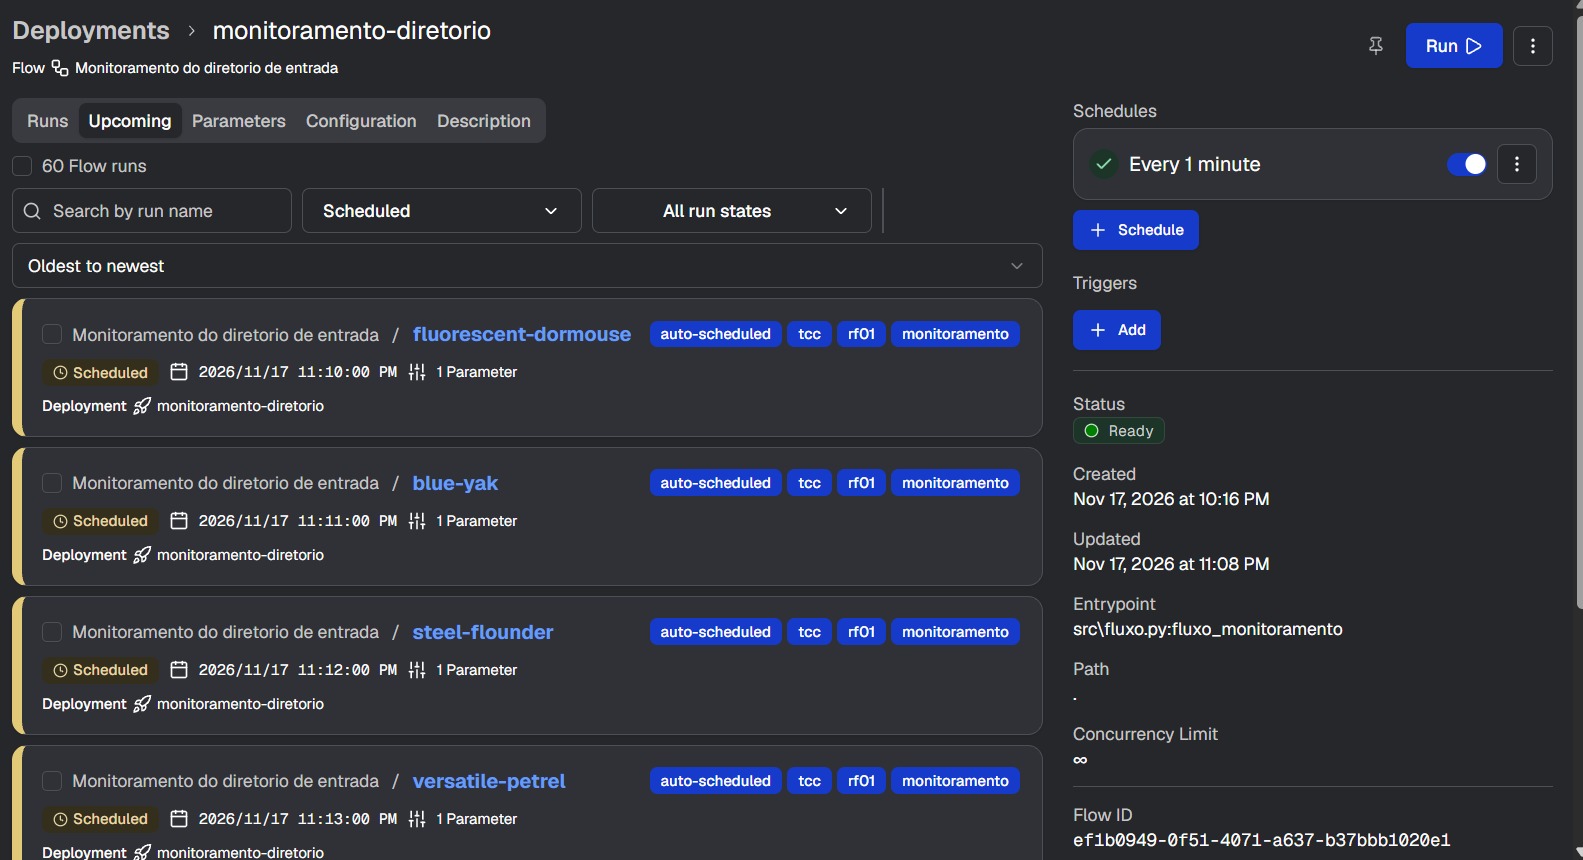 Deployments > monitoramento-diretorio
Flow Monitoramento do diretorio de entrada
Run
Runs Upcoming Parameters Configuration Description
60 Flow runs
Search by run name Scheduled All run states
Oldest to newest
Monitoramento do diretorio de entrada / fluorescent-dormouse auto-scheduled tcc rf01 monitoramento
Scheduled 2026/11/17 11:10:00 PM 1 Parameter
Deployment monitoramento-diretorio
Monitoramento do diretorio de entrada / blue-yak auto-scheduled tcc rf01 monitoramento
Scheduled 2026/11/17 11:11:00 PM 1 Parameter
Deployment monitoramento-diretorio
Monitoramento do diretorio de entrada / steel-flounder auto-scheduled tcc rf01 monitoramento
Scheduled 2026/11/17 11:12:00 PM 1 Parameter
Deployment monitoramento-diretorio
Monitoramento do diretorio de entrada / versatile-petrel auto-scheduled tcc rf01 monitoramento
Scheduled 2026/11/17 11:13:00 PM 1 Parameter
Deployment monitoramento-diretorio
Schedules
Every 1 minute
+ Schedule
Triggers
+ Add
Status
Ready
Created
Nov 17, 2026 at 10:16 PM
Updated
Nov 17, 2026 at 11:08 PM
Entrypoint
src\fluxo.py:fluxo_monitoramento
Path
.
Concurrency Limit
∞
Flow ID
ef1b0949-0f51-4071-a637-b37bbb1020e1